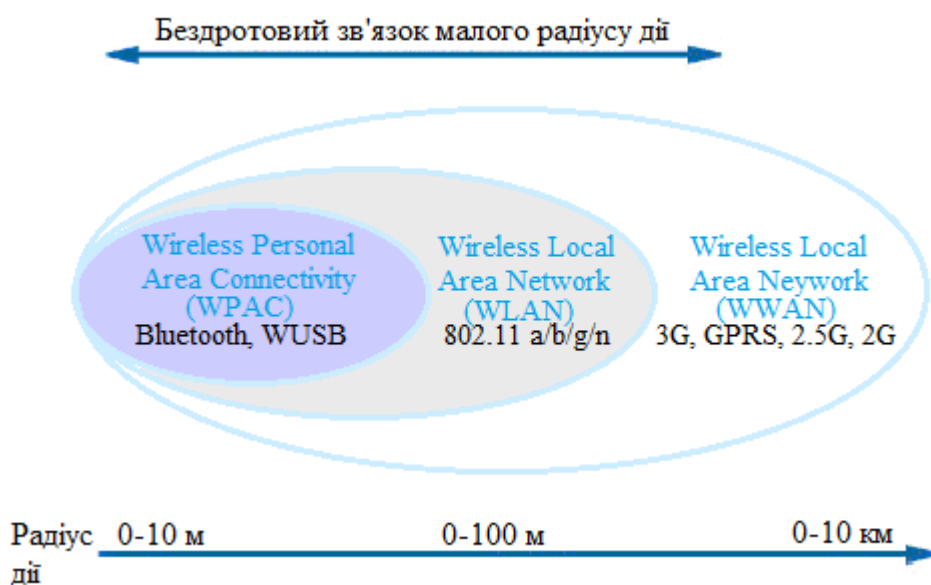 Бездротовий зв'язок малого радіусу дії
Wireless Personal
Area Connectivity
(WPAC)
Bluetooth, WUSB
Wireless Local
Area Network
(WLAN)
802.11 a/b/g/n
Wireless Local
Area Neywork
(WWAN)
3G, GPRS, 2.5G, 2G
Радіус
дії
0-10 м
0-100 м
0-10 км